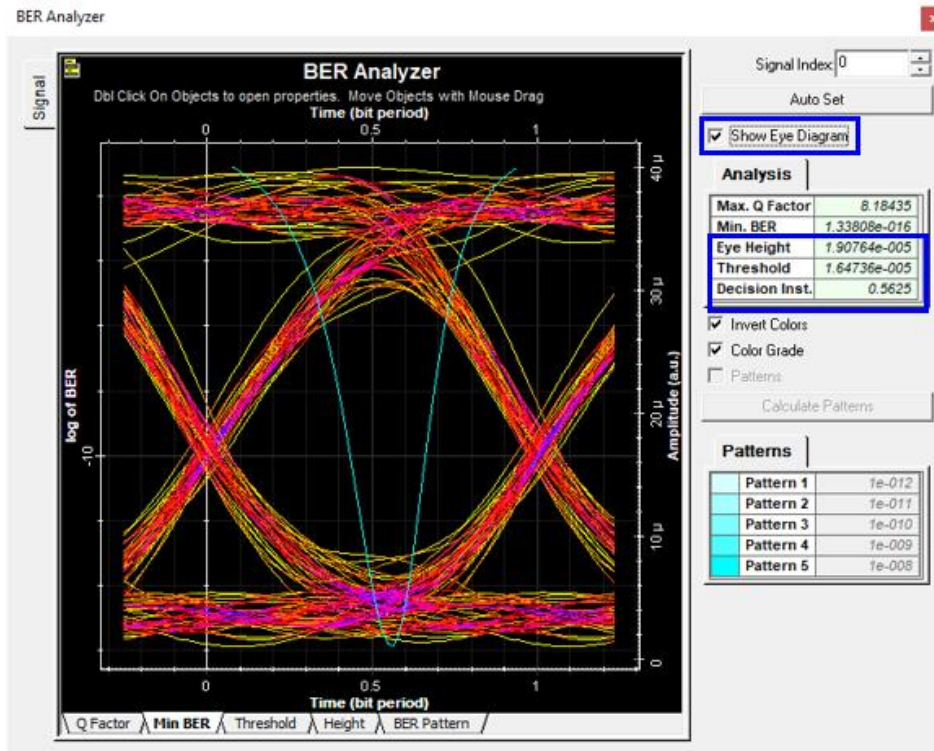 BER Analyzer
x
Signal
BER Analyzer
Dbl Click On Objects to open properties. Move Objects with Mouse Drag
Time (bit period)
0 0.5 1
log of BER
-10
40 µ
30 µ
20 µ
10 µ
0
Amplitude (a.u.)
0 0.5 1
Time (bit period)
Q Factor Min BER Threshold Height BER Pattern
Signal Index: 0
Auto Set
Show Eye Diagram
Analysis
Max. Q Factor 8.18435
Min. BER 1.33808e-016
Eye Height 1.90764e-005
Threshold 1.64736e-005
Decision Inst. 0.5625
Invert Colors
Color Grade
Patterns
Calculate Patterns
Patterns
Pattern 1 1e-012
Pattern 2 1e-011
Pattern 3 1e-010
Pattern 4 1e-009
Pattern 5 1e-008